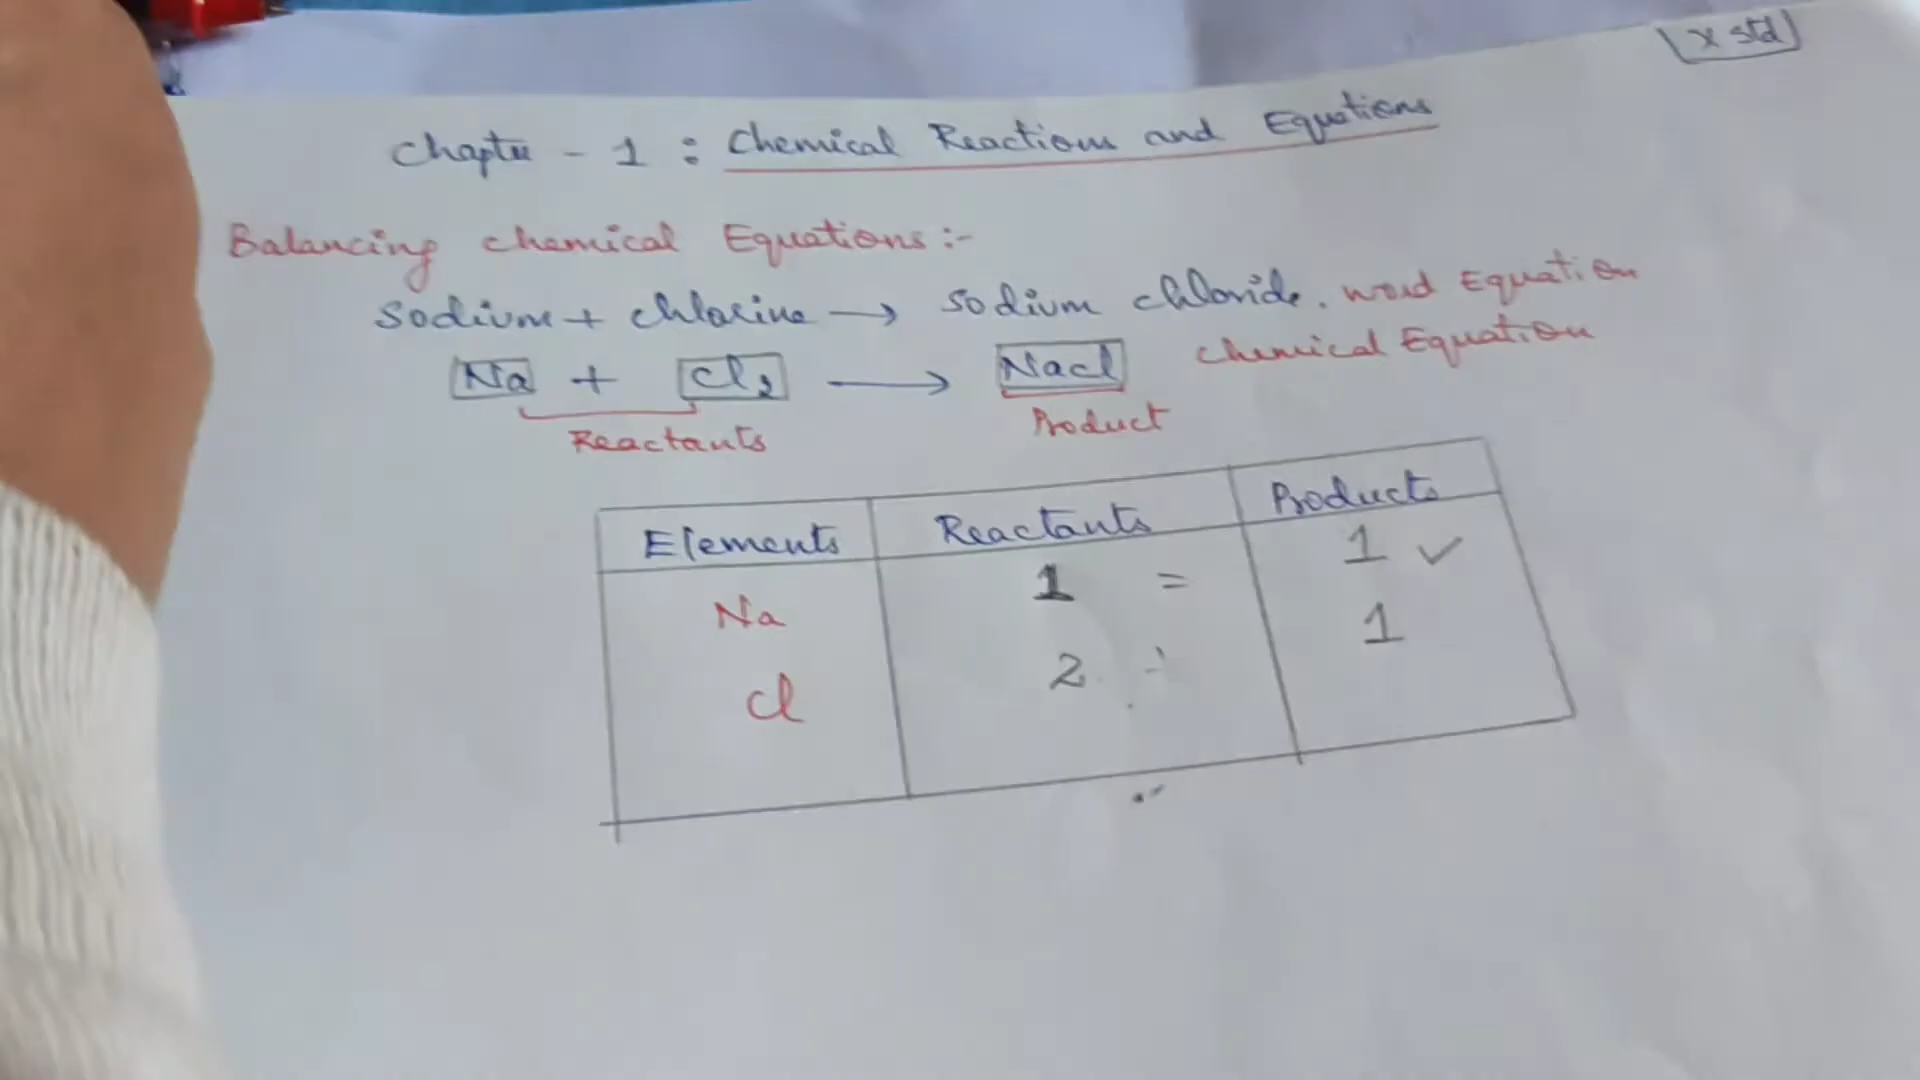 X std
Chapter - 1 : Chemical Reactions and Equations
Balancing chemical Equations :-
Sodium + chlorine → sodium chloride. word Equation
Na + Cl2 → Nacl chemical Equation
Reactants Product
Elements Reactants Products
Na 1 = 1 ✓
Cl 2 1